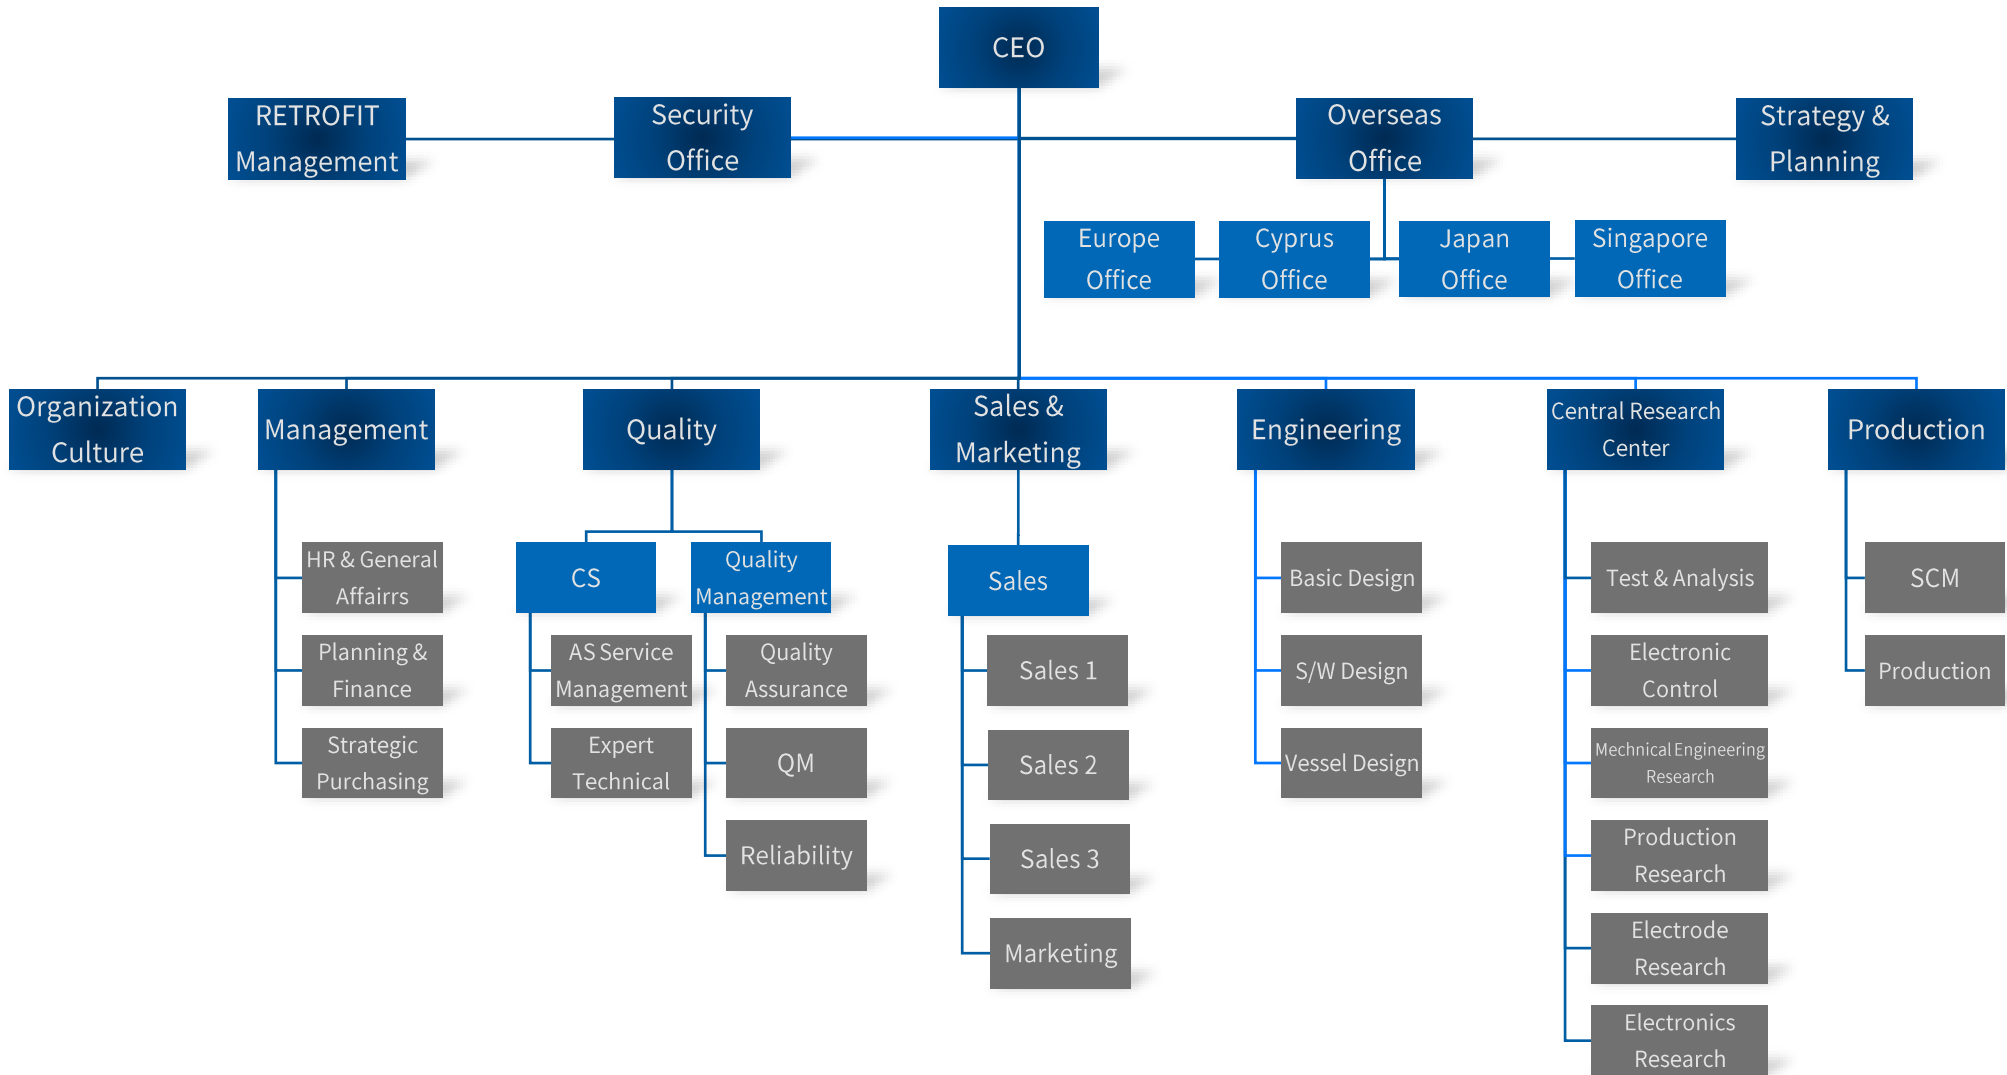 CEO
RETROFIT
Management
Security
Office
Overseas
Office
Strategy &
Planning
Europe
Office
Cyprus
Office
Japan
Office
Singapore
Office
Organization
Culture
Management
Quality
Sales &
Marketing
Engineering
Central Research
Center
Production
HR & General
Affairrs
Planning &
Finance
Strategic
Purchasing
CS
AS Service
Management
Expert
Technical
Quality
Management
Quality
Assurance
QM
Reliability
Sales
Sales 1
Sales 2
Sales 3
Marketing
Basic Design
S/W Design
Vessel Design
Test & Analysis
Electronic
Control
Mechnical Engineering
Research
Production
Research
Electrode
Research
Electronics
Research
SCM
Production